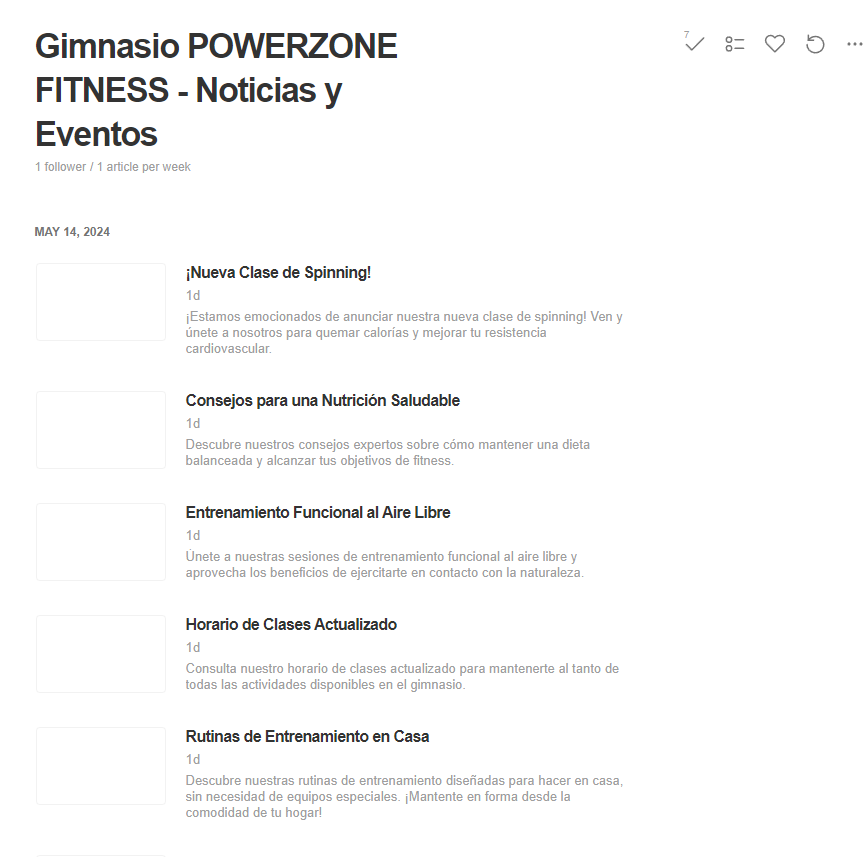 Gimnasio POWERZONE
FITNESS - Noticias y
Eventos
1 follower / 1 article per week
7
MAY 14, 2024
¡Nueva Clase de Spinning!
1d
¡Estamos emocionados de anunciar nuestra nueva clase de spinning! Ven y
únete a nosotros para quemar calorías y mejorar tu resistencia
cardiovascular.
Consejos para una Nutrición Saludable
1d
Descubre nuestros consejos expertos sobre cómo mantener una dieta
balanceada y alcanzar tus objetivos de fitness.
Entrenamiento Funcional al Aire Libre
1d
Únete a nuestras sesiones de entrenamiento funcional al aire libre y
aprovecha los beneficios de ejercitarte en contacto con la naturaleza.
Horario de Clases Actualizado
1d
Consulta nuestro horario de clases actualizado para mantenerte al tanto de
todas las actividades disponibles en el gimnasio.
Rutinas de Entrenamiento en Casa
1d
Descubre nuestras rutinas de entrenamiento diseñadas para hacer en casa,
sin necesidad de equipos especiales. ¡Mantente en forma desde la
comodidad de tu hogar!